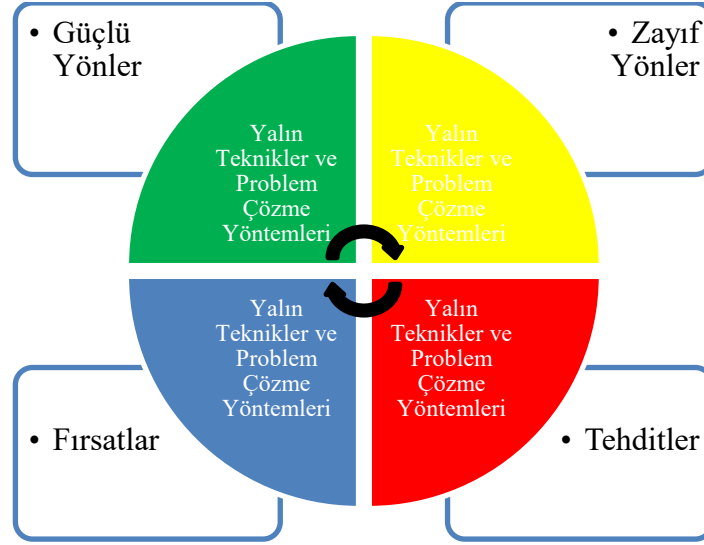 • Güçlü
Yönler
• Zayıf
Yönler
Yalın
Teknikler ve
Problem
Çözme
Yöntemleri
Yalın
Teknikler ve
Problem
Çözme
Yöntemleri
Yalın
Teknikler ve
Problem
Çözme
Yöntemleri
Yalın
Teknikler ve
Problem
Çözme
Yöntemleri
• Fırsatlar
• Tehditler